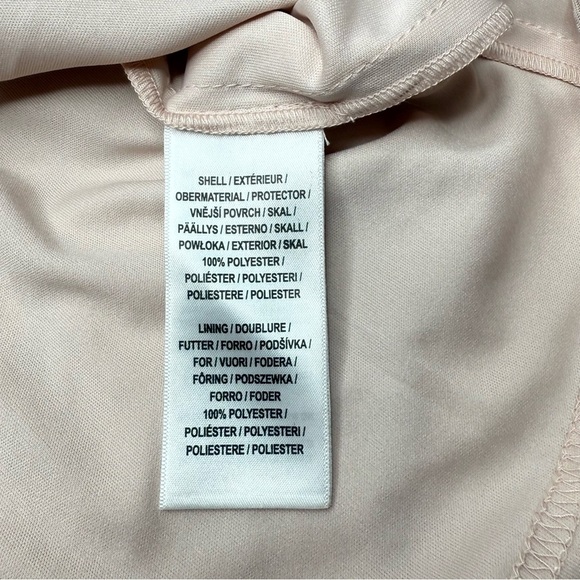 SHELL / EXTÉRIEUR /
OBERMATERIAL / PROTECTOR /
VNĚJŠÍ POVRCH / SKAL /
PÄÄLLYS / ESTERNO / SKALL /
POWŁOKA / EXTERIOR / SKAL
100% POLYESTER /
POLIÉSTER / POLYESTERI /
POLIESTERE / POLIESTER
LINING / DOUBLURE /
FUTTER / FORRO / PODŠÍVKA /
FOR / VUORI / FODERA /
FÔRING / PODSZEWKA /
FORRO / FODER
100% POLYESTER /
POLIÉSTER / POLYESTERI /
POLIESTERE / POLIESTER